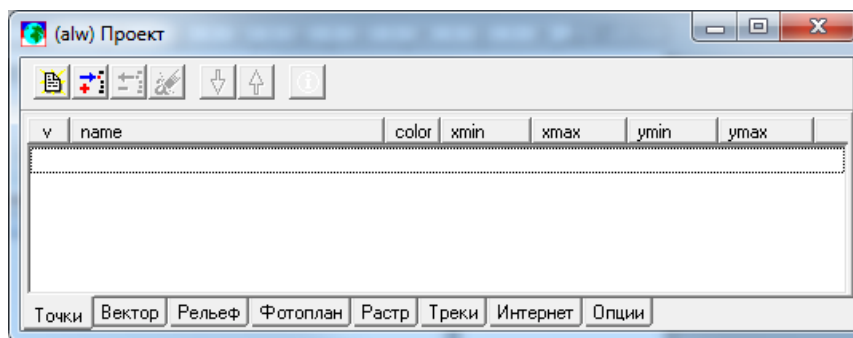 (alw) Проект
v name color xmin xmax ymin ymax
Точки Вектор Рельеф Фотоплан Растр Треки Интернет Опции